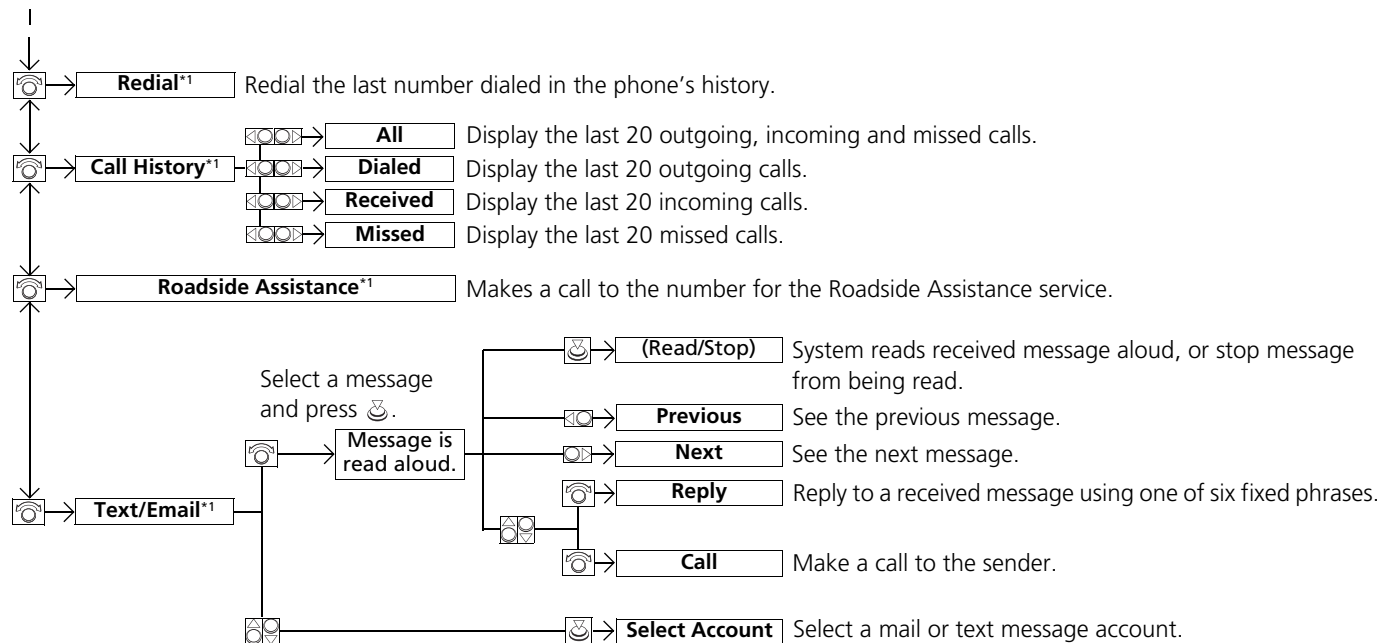 Redial*1 Redial the last number dialed in the phone's history.
All Display the last 20 outgoing, incoming and missed calls.
Call History*1 Dialed Display the last 20 outgoing calls.
Received Display the last 20 incoming calls.
Missed Display the last 20 missed calls.
Roadside Assistance*1 Makes a call to the number for the Roadside Assistance service.
(Read/Stop) System reads received message aloud, or stop message
from being read.
Select a message
and press .
Previous See the previous message.
Message is
read aloud.
Next See the next message.
Reply Reply to a received message using one of six fixed phrases.
Text/Email*1
Call Make a call to the sender.
Select Account Select a mail or text message account.